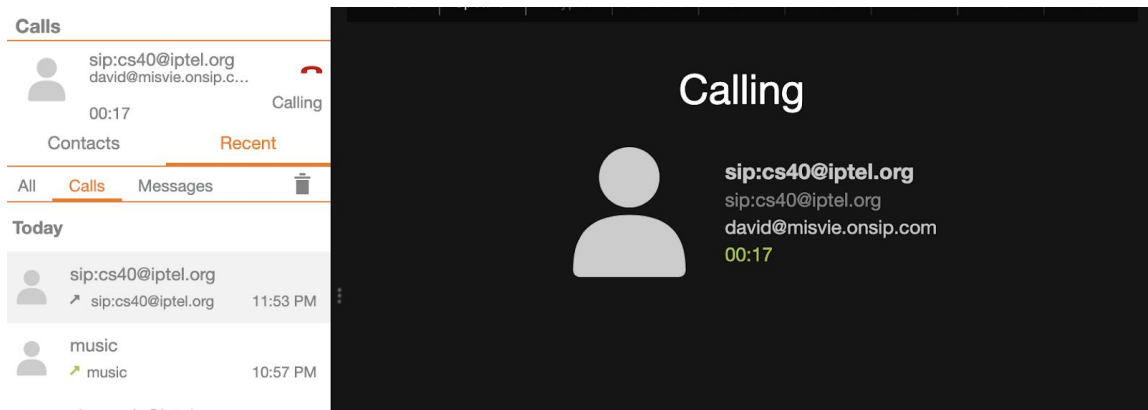 Calls
sip:cs40@iptel.org
david@misvie.onsip.c...
00:17
Calling
Contacts
Recent
All
Calls
Messages
Today
sip:cs40@iptel.org
sip:cs40@iptel.org
11:53 PM
music
music
10:57 PM
Calling
sip:cs40@iptel.org
sip:cs40@iptel.org
david@misvie.onsip.com
00:17